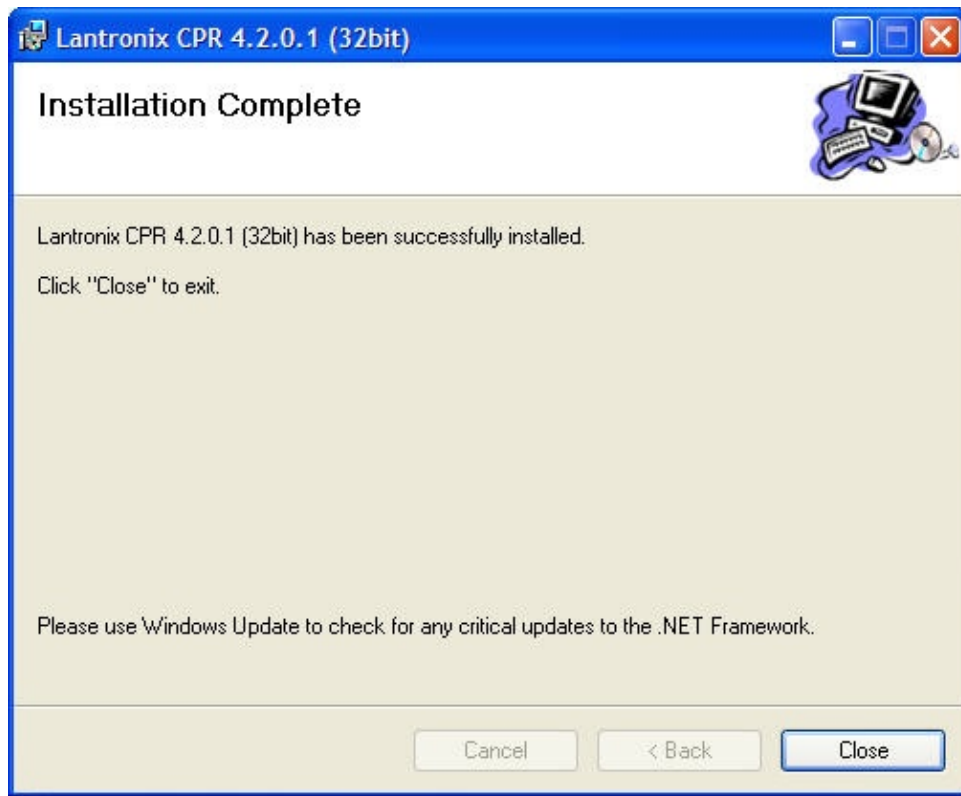 Lantronix CPR 4.2.0.1 (32bit)
Installation Complete
Lantronix CPR 4.2.0.1 (32bit) has been successfully installed.
Click "Close" to exit.
Please use Windows Update to check for any critical updates to the .NET Framework.
Cancel
< Back
Close